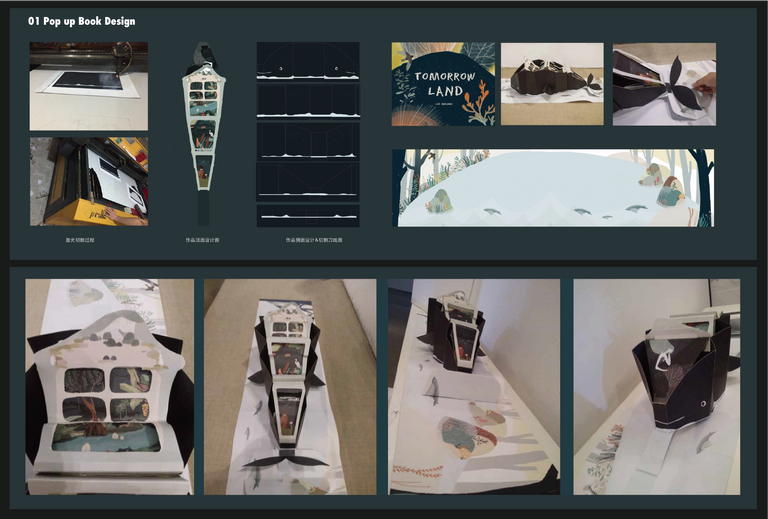 01 Pop up Book Design
TOMORROW
LAND
激光切割过程
作品顶面设计图
作品侧面设计&切割刀线图